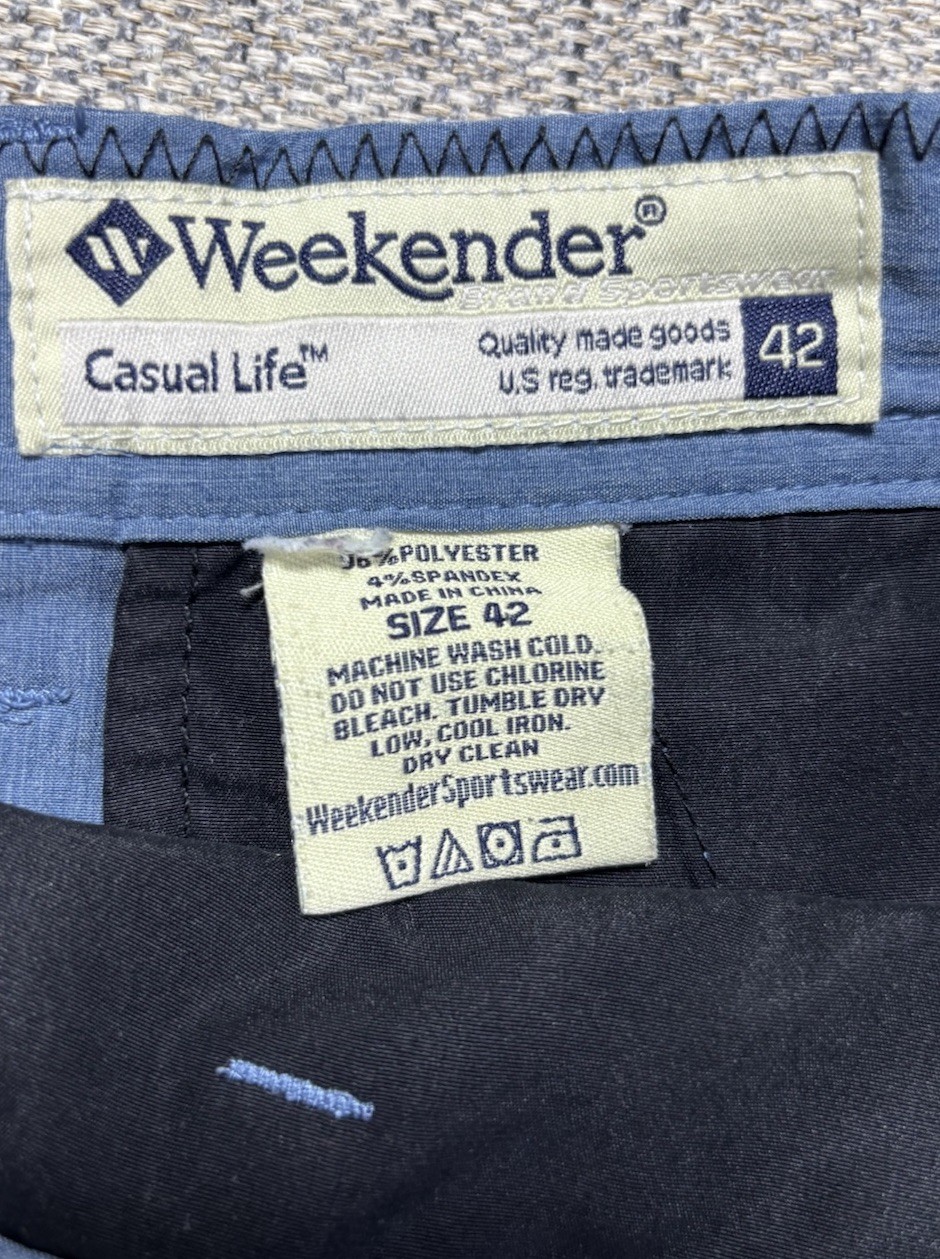 Weekender®
Brand Sportswear
Casual Life™
Quality made goods
U.S reg. trademark
42
96%POLYESTER
4%SPANDEX
MADE IN CHINA
SIZE 42
MACHINE WASH COLD.
DO NOT USE CHLORINE
BLEACH. TUMBLE DRY
LOW, COOL IRON.
DRY CLEAN
WeekenderSportswear.com